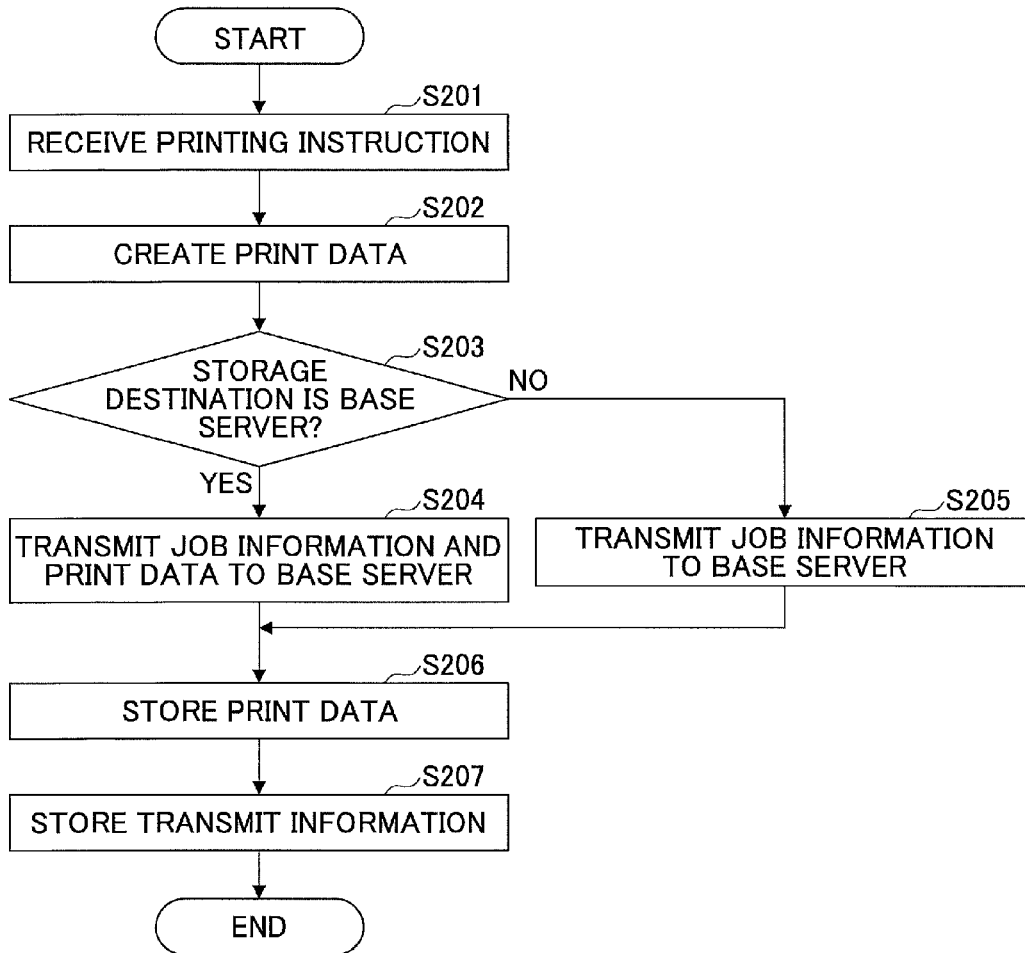 START
S201
RECEIVE PRINTING INSTRUCTION
S202
CREATE PRINT DATA
S203
STORAGE
DESTINATION IS BASE
SERVER?
NO
YES
S204
TRANSMIT JOB INFORMATION AND
PRINT DATA TO BASE SERVER
S205
TRANSMIT JOB INFORMATION
TO BASE SERVER
S206
STORE PRINT DATA
S207
STORE TRANSMIT INFORMATION
END